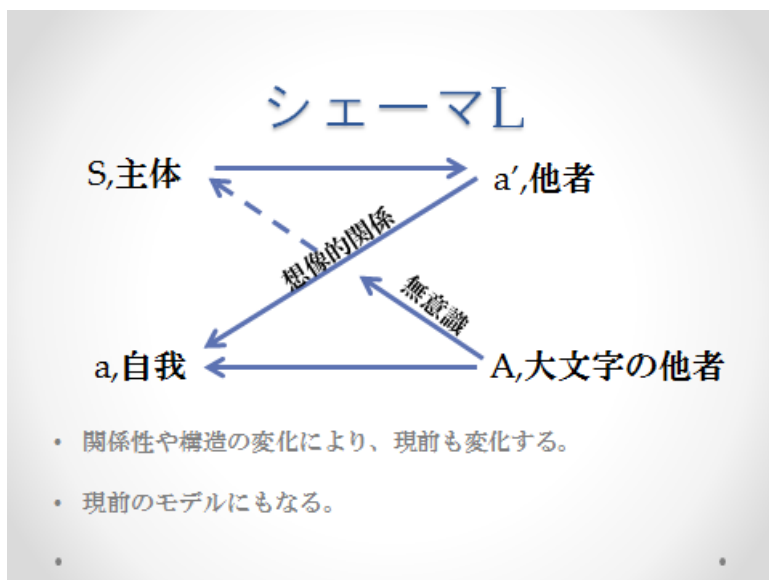 シェーマL
S,主体
a′,他者
想像的関係
無意識
a,自我
A,大文字の他者
• 関係性や構造の変化により、現前も変化する。
• 現前のモデルにもなる。